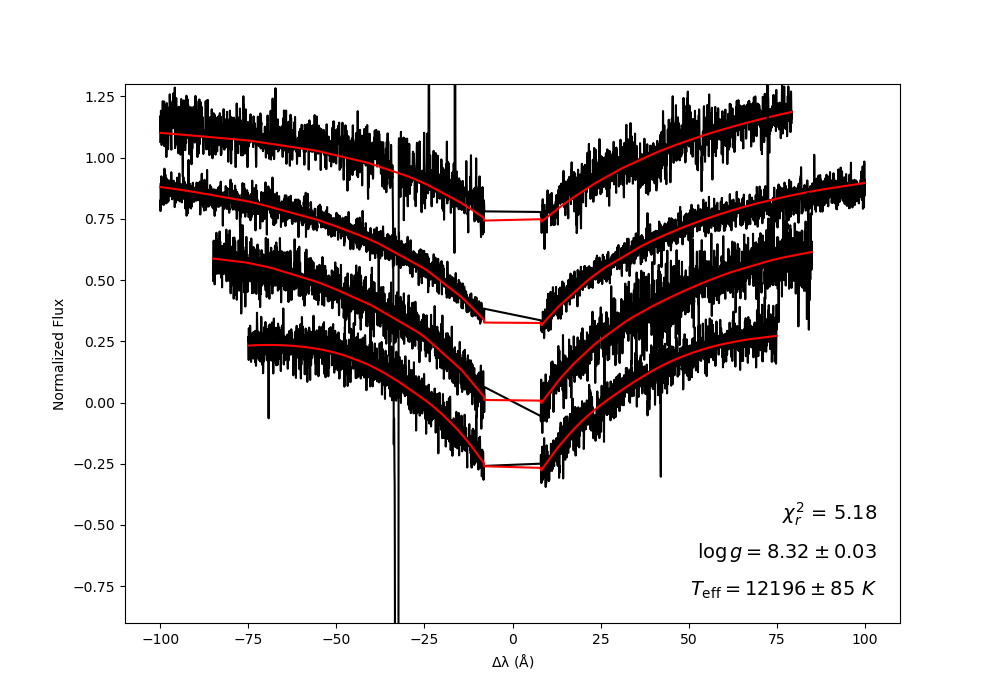 1.25
1.00
0.75
0.50
0.25
0.00
−0.25
−0.50
−0.75
Normalized Flux
χ²ᵣ = 5.18
log g = 8.32 ± 0.03
T_eff = 12196 ± 85 K
−100 −75 −50 −25 0 25 50 75 100
Δλ (Å)